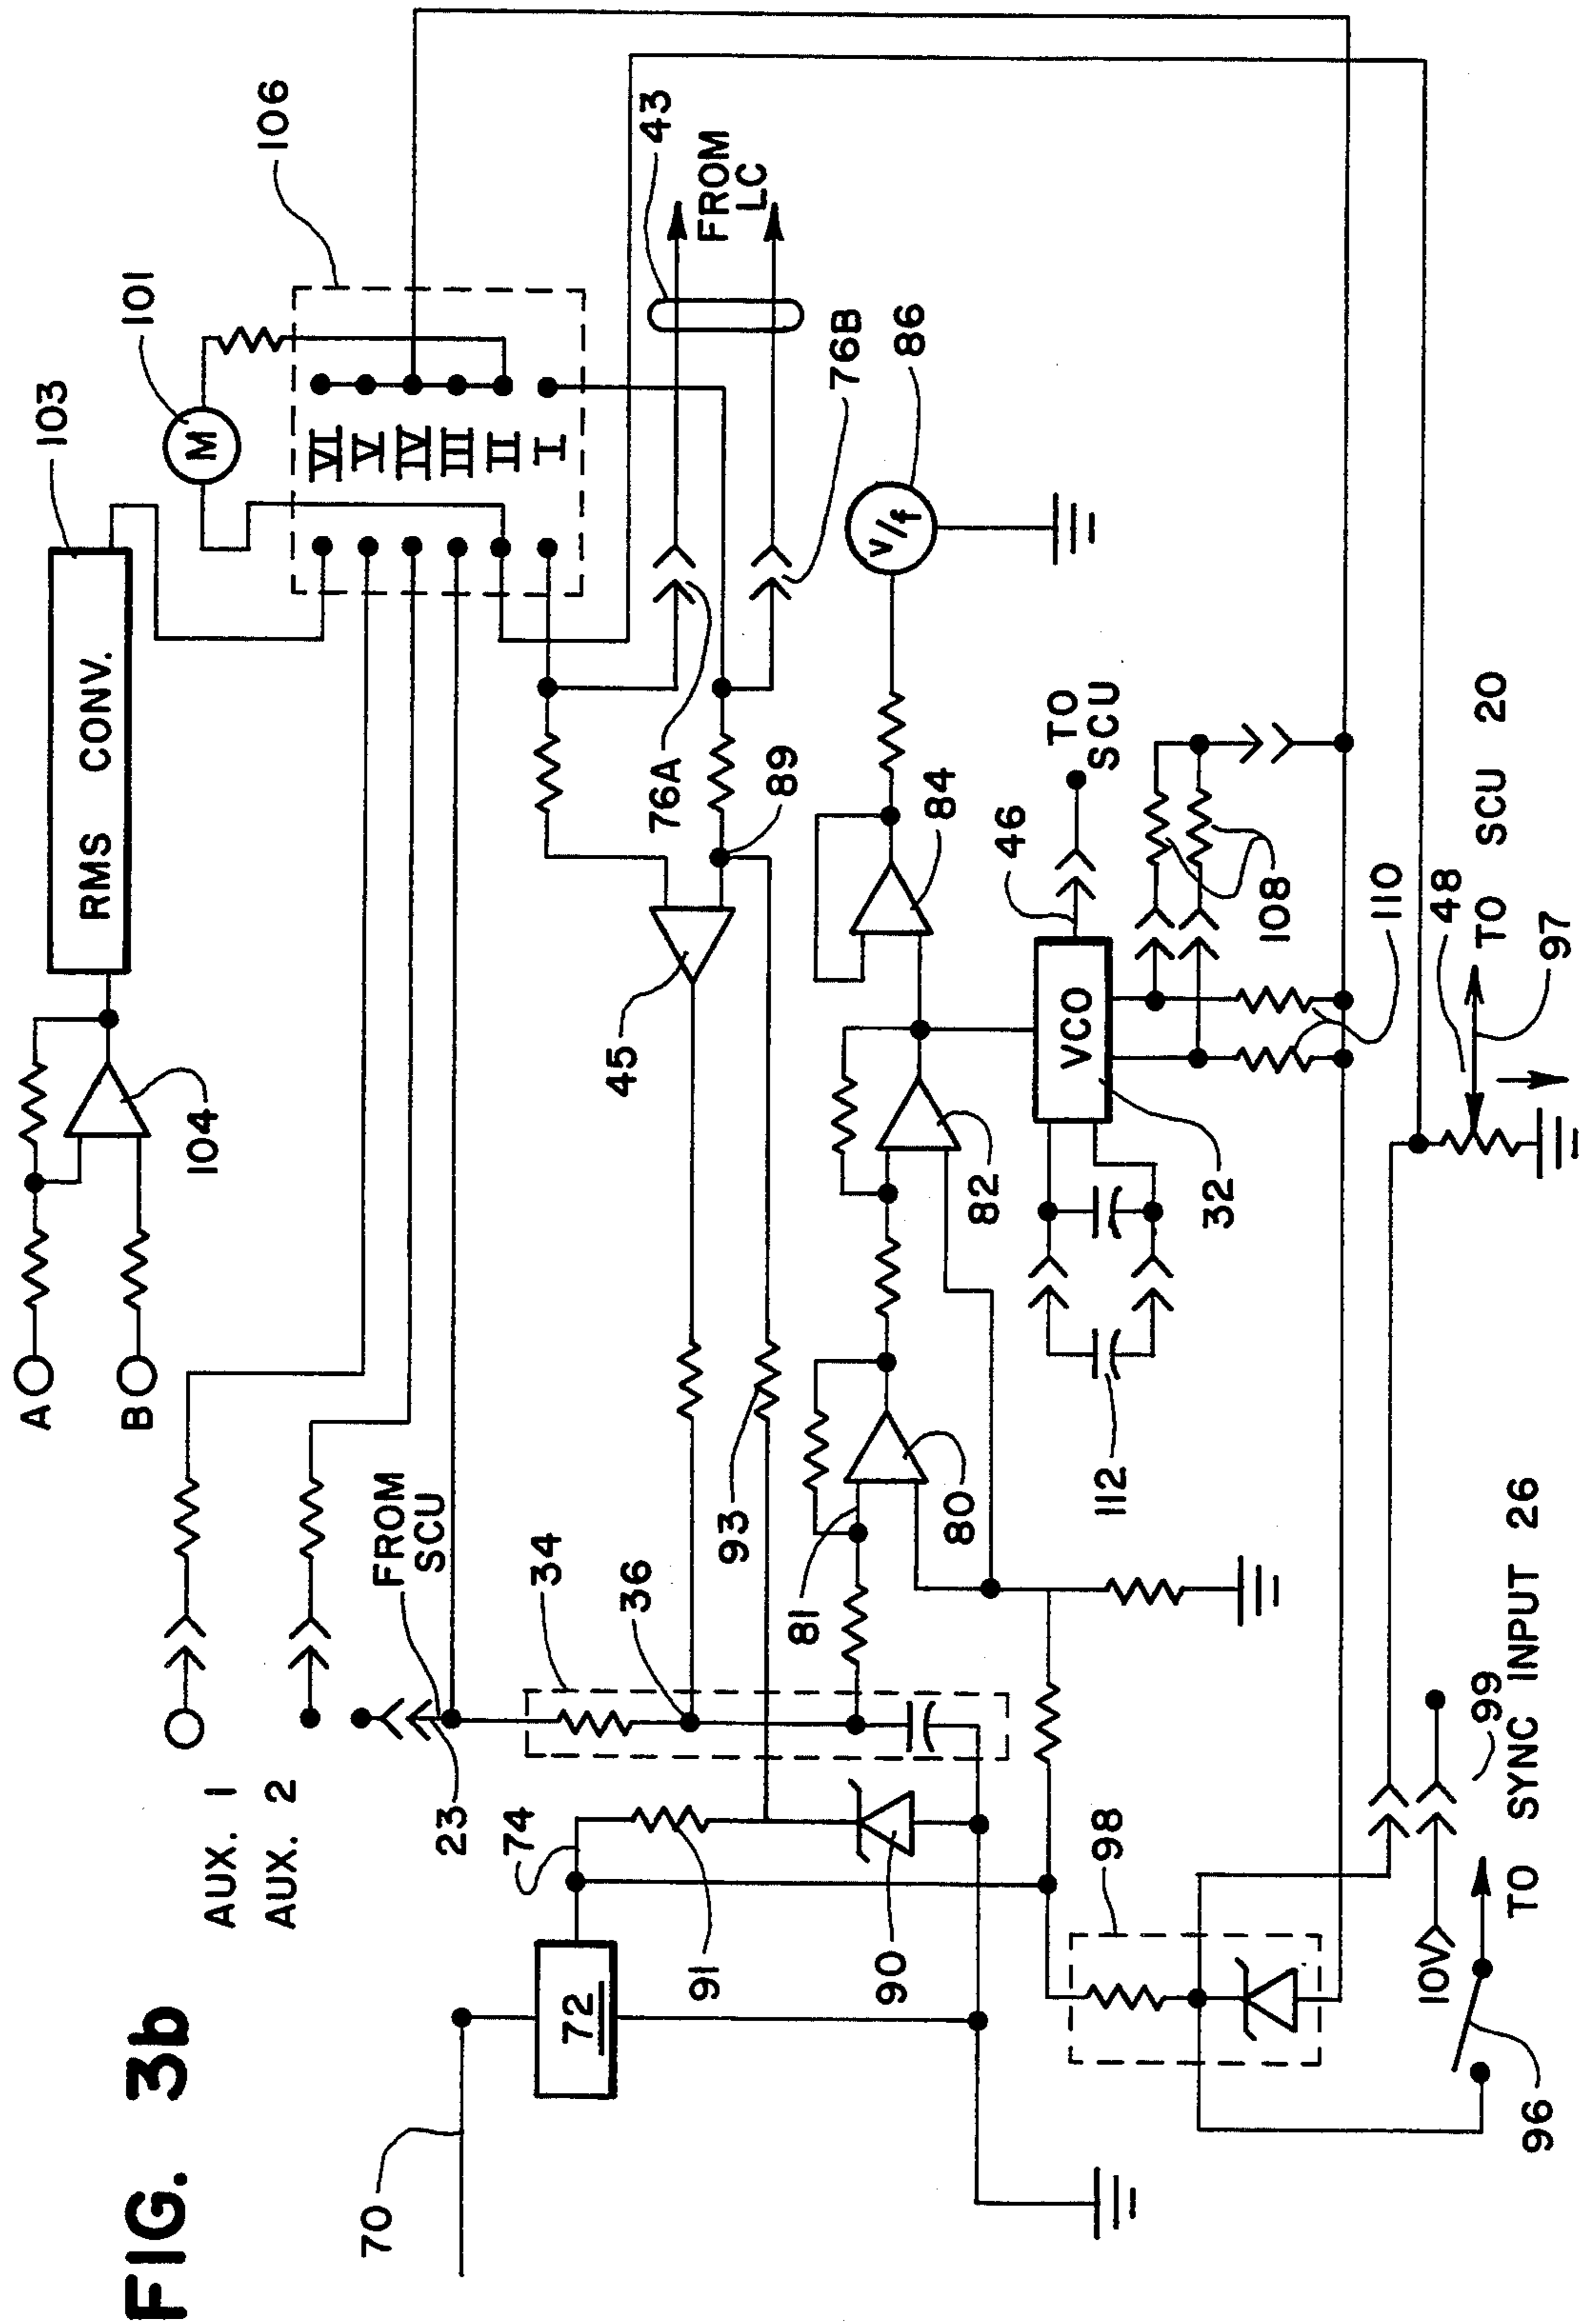 FIG. 3b
A
B
104
RMS CONV.
103
101
M
106
AUX. 1
AUX. 2
FROM
SCU
23
VI
V
IV
III
II
I
43
FROM
LC
76A
76B
70
72
74
91
90
34
36
93
45
89
81
80
82
84
v/f
86
VCO
32
46
TO
SCU
112
108
110
98
10V
99
96
TO SYNC INPUT 26
48
TO SCU 20
97